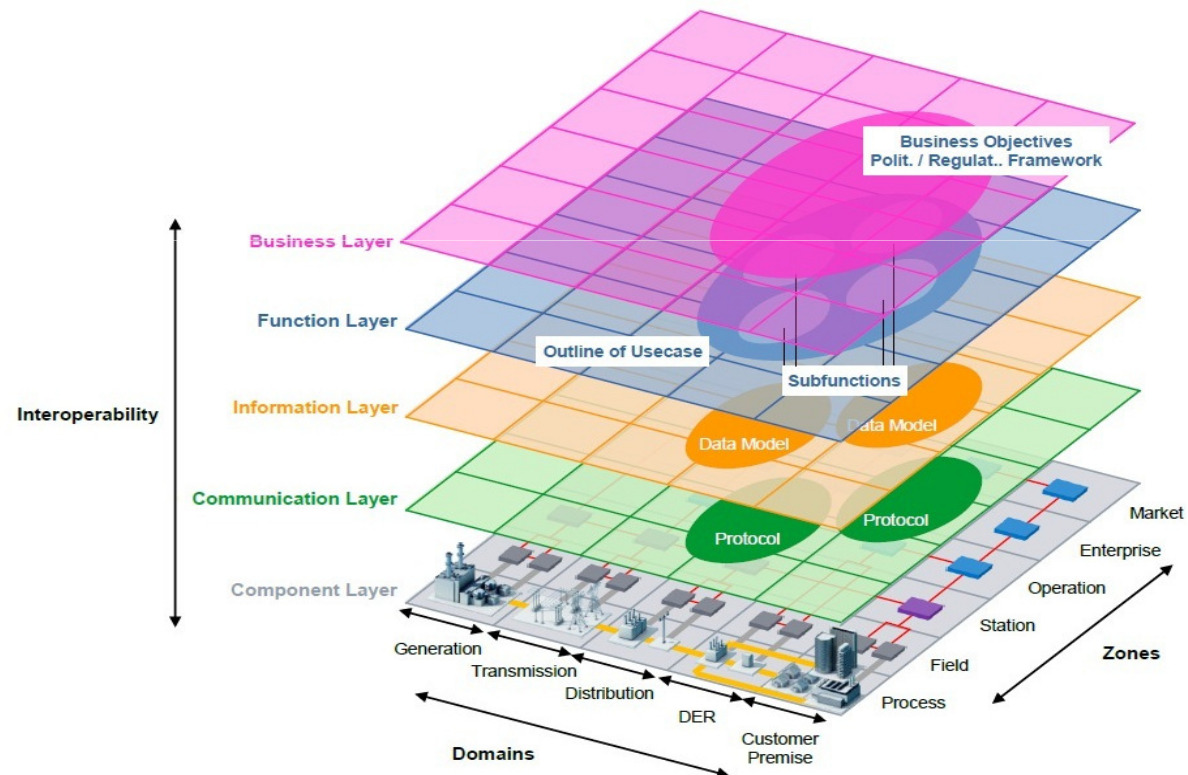 Business Objectives
Polit. / Regulat.. Framework
Business Layer
Function Layer
Outline of Usecase
Subfunctions
Interoperability
Information Layer
Data Model
Data Model
Communication Layer
Protocol
Protocol
Component Layer
Market
Enterprise
Operation
Station
Field
Process
Zones
Generation
Transmission
Distribution
DER
Customer
Premise
Domains